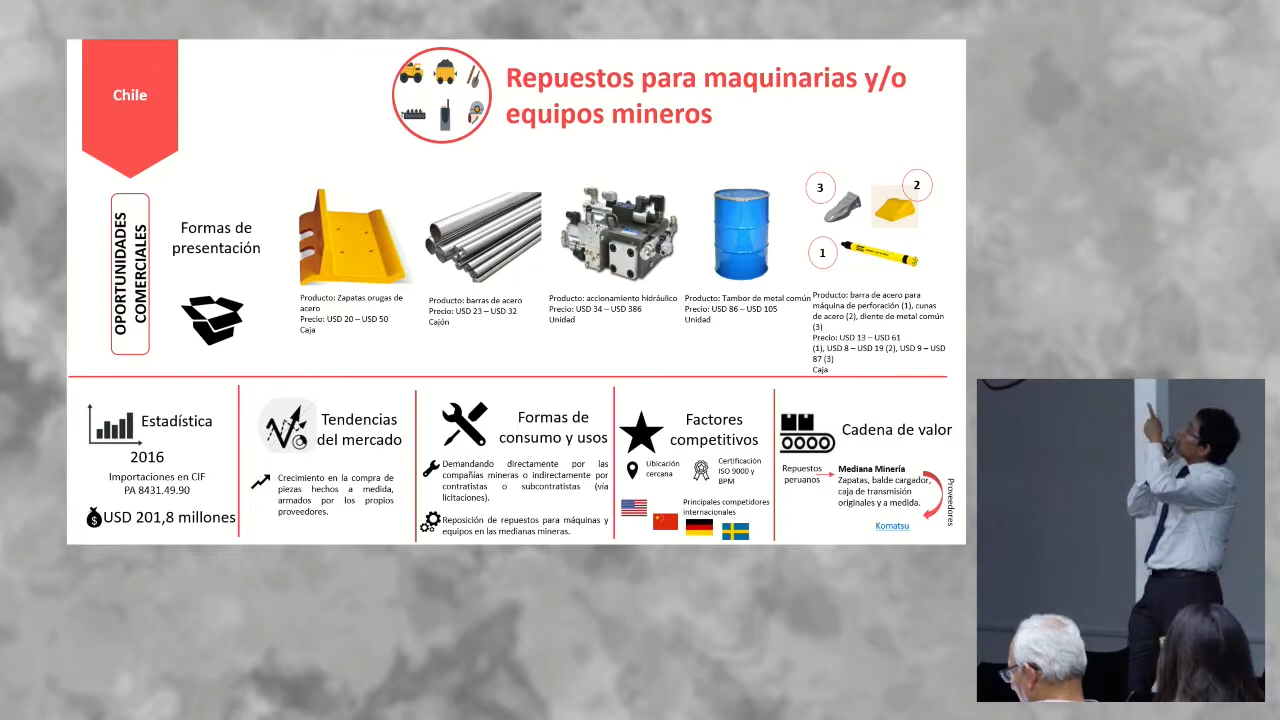 Chile
Repuestos para maquinarias y/o
equipos mineros
OPORTUNIDADES
COMERCIALES
Formas de
presentación
Producto: Zapatas orugas de
acero
Precio: USD 20 – USD 50
Caja
Producto: barras de acero
Precio: USD 23 – USD 32
Cajón
Producto: accionamiento hidráulico
Precio: USD 34 – USD 386
Unidad
Producto: Tambor de metal común
Precio: USD 86 – USD 105
Unidad
3
2
1
Producto: barra de acero para
máquina de perforación (1), cunas
de acero (2), diente de metal común
(3)
Precio: USD 13 – USD 61
(1), USD 8 – USD 19 (2), USD 9 – USD
87 (3)
Caja
Estadística
2016
Importaciones en CIF
PA 8431.49.90
USD 201,8 millones
Tendencias
del mercado
Crecimiento en la compra de
piezas hechos a medida,
armados por los propios
proveedores.
Formas de
consumo y usos
Demandando directamente por las
compañías mineras o indirectamente por
contratistas o subcontratistas (vía
licitaciones).
Reposición de repuestos para máquinas y
equipos en las medianas mineras.
Factores
competitivos
Ubicación
cercana
Certificación
ISO 9000 y
BPM
Principales competidores
internacionales
Cadena de valor
Repuestos
peruanos
Mediana Minería
Zapatas, balde cargador,
caja de transmisión
originales y a medida.
Proveedores
Komatsu